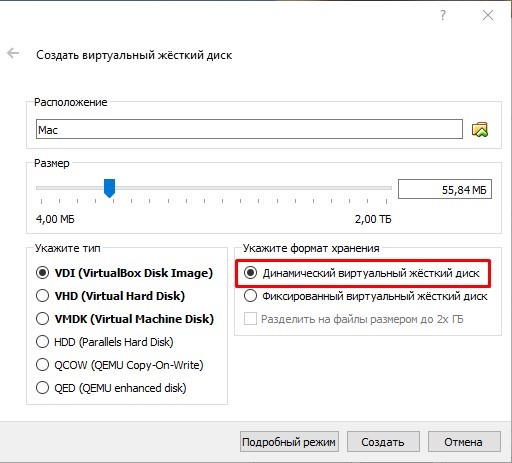 ?
Создать виртуальный жёсткий диск
Расположение
Mac
Размер
55,84 МБ
4,00 МБ 2,00 ТБ
Укажите тип
VDI (VirtualBox Disk Image)
VHD (Virtual Hard Disk)
VMDK (Virtual Machine Disk)
HDD (Parallels Hard Disk)
QCOW (QEMU Copy-On-Write)
QED (QEMU enhanced disk)
Укажите формат хранения
Динамический виртуальный жёсткий диск
Фиксированный виртуальный жёсткий диск
Разделить на файлы размером до 2х ГБ
Подробный режим Создать Отмена